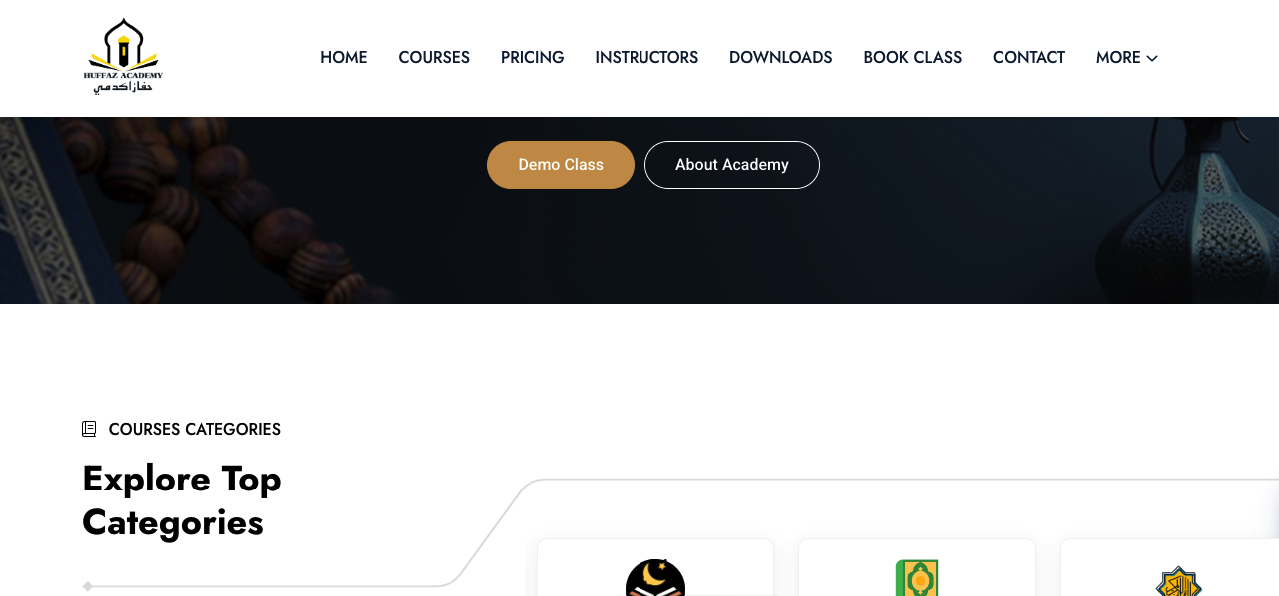 HUFFAZ ACADEMY
حفاز اکدمي
HOME COURSES PRICING INSTRUCTORS DOWNLOADS BOOK CLASS CONTACT MORE
Demo Class About Academy
COURSES CATEGORIES
Explore Top
Categories